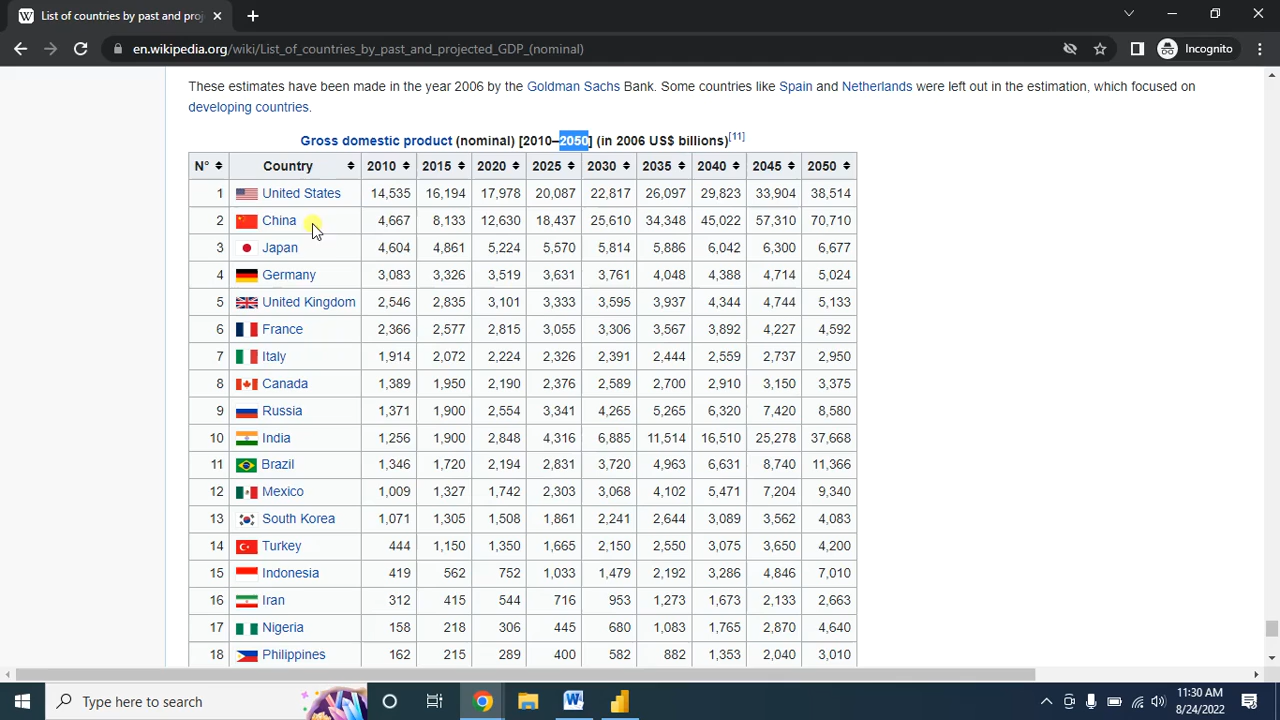 List of countries by past and proj
en.wikipedia.org/wiki/List_of_countries_by_past_and_projected_GDP_(nominal)
Incognito
These estimates have been made in the year 2006 by the Goldman Sachs Bank. Some countries like Spain and Netherlands were left out in the estimation, which focused on
developing countries.
Gross domestic product (nominal) [2010–2050] (in 2006 US$ billions)[11]
N° Country 2010 2015 2020 2025 2030 2035 2040 2045 2050
1 United States 14,535 16,194 17,978 20,087 22,817 26,097 29,823 33,904 38,514
2 China 4,667 8,133 12,630 18,437 25,610 34,348 45,022 57,310 70,710
3 Japan 4,604 4,861 5,224 5,570 5,814 5,886 6,042 6,300 6,677
4 Germany 3,083 3,326 3,519 3,631 3,761 4,048 4,388 4,714 5,024
5 United Kingdom 2,546 2,835 3,101 3,333 3,595 3,937 4,344 4,744 5,133
6 France 2,366 2,577 2,815 3,055 3,306 3,567 3,892 4,227 4,592
7 Italy 1,914 2,072 2,224 2,326 2,391 2,444 2,559 2,737 2,950
8 Canada 1,389 1,950 2,190 2,376 2,589 2,700 2,910 3,150 3,375
9 Russia 1,371 1,900 2,554 3,341 4,265 5,265 6,320 7,420 8,580
10 India 1,256 1,900 2,848 4,316 6,885 11,514 16,510 25,278 37,668
11 Brazil 1,346 1,720 2,194 2,831 3,720 4,963 6,631 8,740 11,366
12 Mexico 1,009 1,327 1,742 2,303 3,068 4,102 5,471 7,204 9,340
13 South Korea 1,071 1,305 1,508 1,861 2,241 2,644 3,089 3,562 4,083
14 Turkey 444 1,150 1,350 1,665 2,150 2,550 3,075 3,650 4,200
15 Indonesia 419 562 752 1,033 1,479 2,192 3,286 4,846 7,010
16 Iran 312 415 544 716 953 1,273 1,673 2,133 2,663
17 Nigeria 158 218 306 445 680 1,083 1,765 2,870 4,640
18 Philippines 162 215 289 400 582 882 1,353 2,040 3,010
Type here to search
11:30 AM
8/24/2022